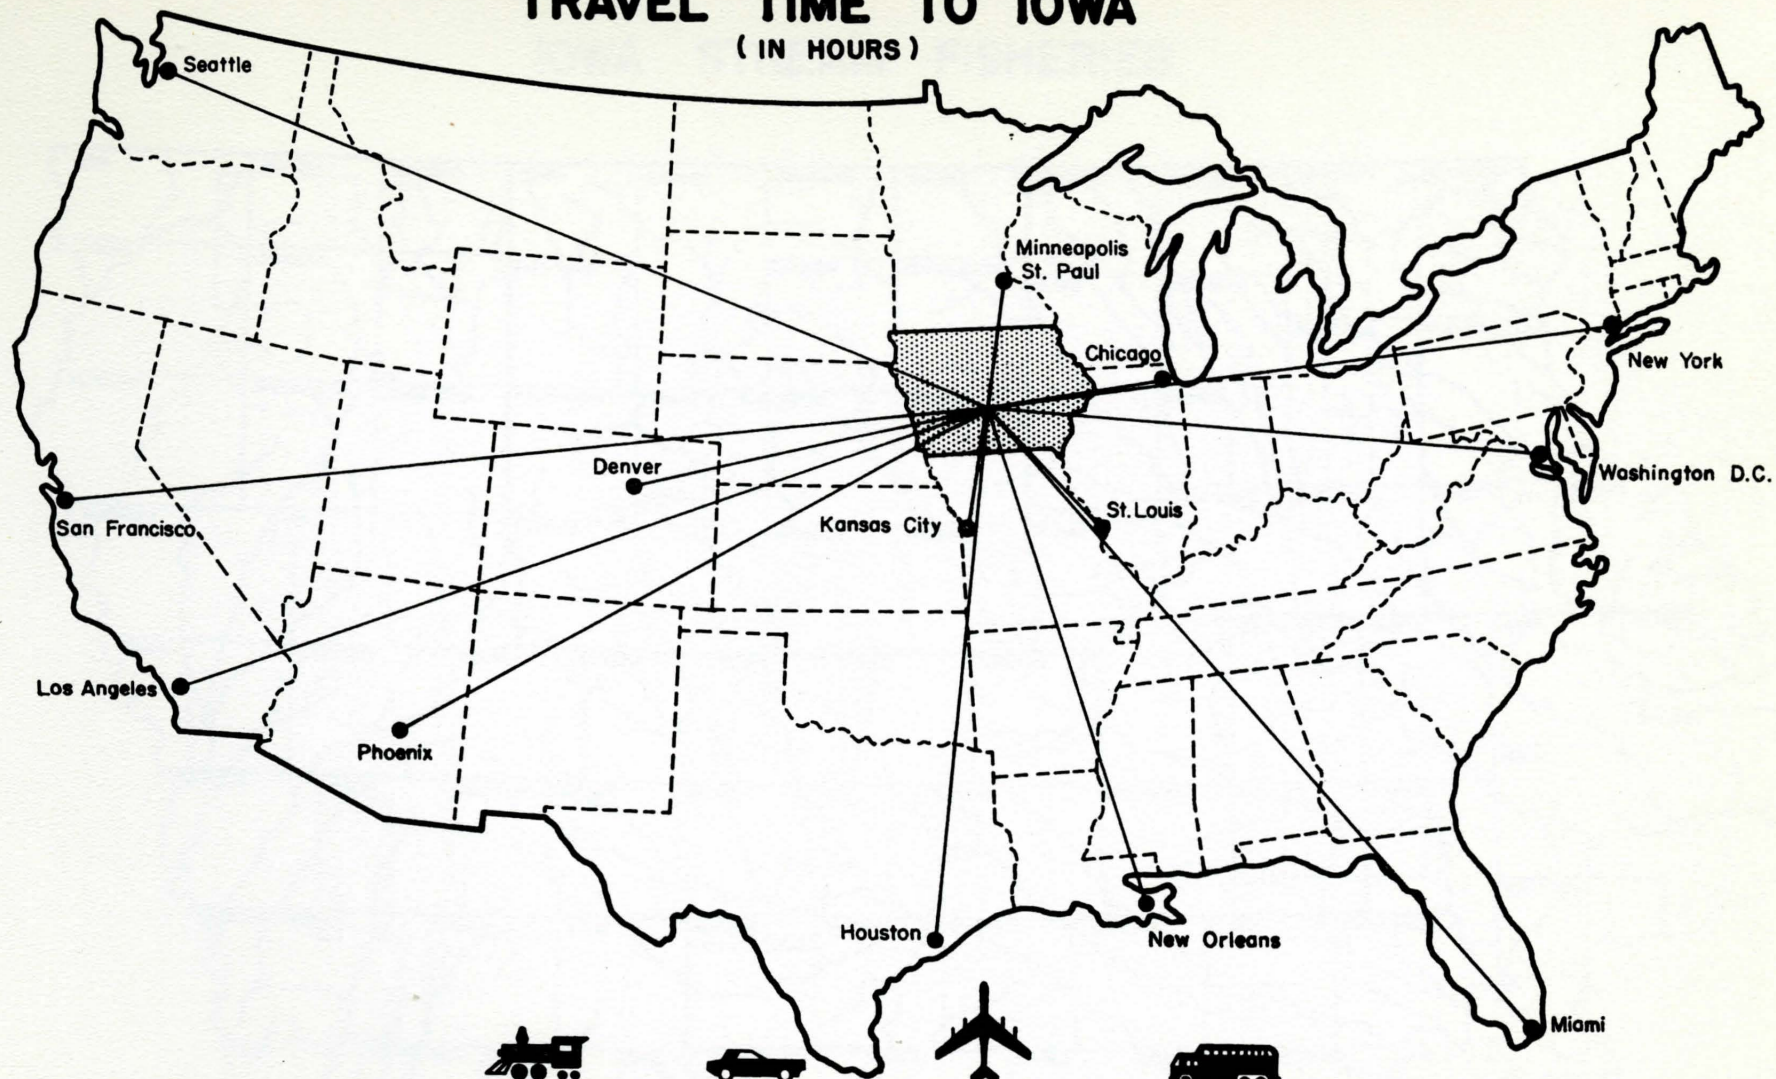 TRAVEL TIME TO IOWA
(IN HOURS)
Seattle
Minneapolis
St. Paul
Chicago
New York
Denver
Washington D.C.
San Francisco
Kansas City
St. Louis
Los Angeles
Phoenix
Houston
New Orleans
Miami